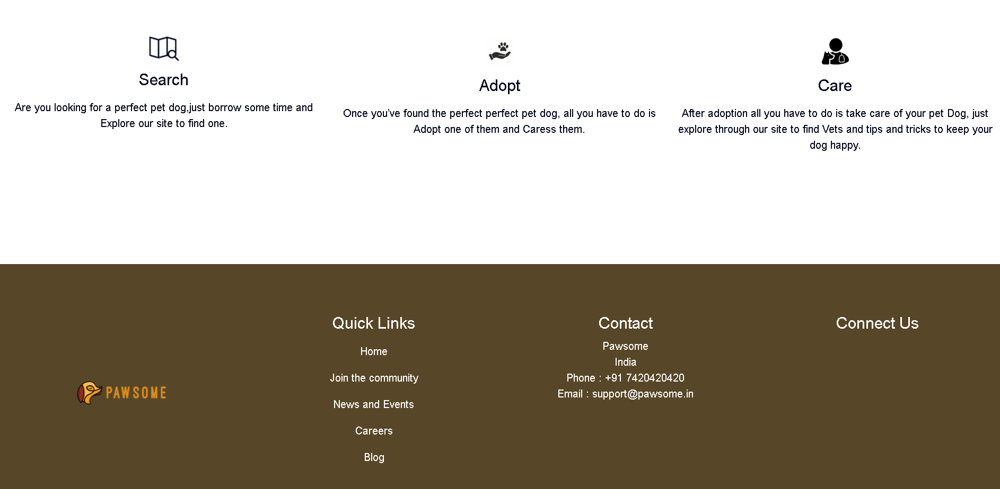 Search
Are you looking for a perfect pet dog,just borrow some time and
Explore our site to find one.
Adopt
Once you’ve found the perfect perfect pet dog, all you have to do is
Adopt one of them and Caress them.
Care
After adoption all you have to do is take care of your pet Dog, just
explore through our site to find Vets and tips and tricks to keep your
dog happy.
PAWSOME
Quick Links
Home
Join the community
News and Events
Careers
Blog
Contact
Pawsome
India
Phone : +91 7420420420
Email : support@pawsome.in
Connect Us